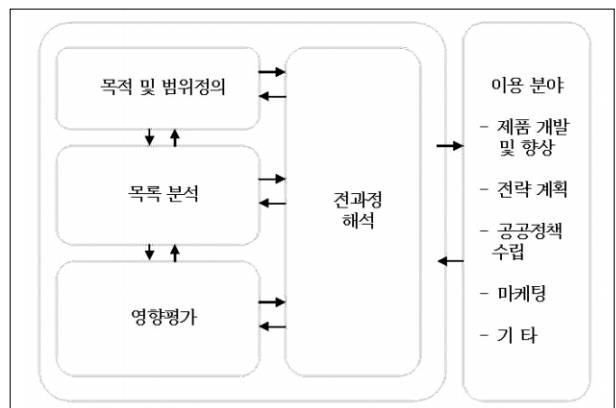 목적 및 범위정의
목록 분석
영향평가
전과정
해석
이용 분야
- 제품 개발
및 향상
- 전략 계획
- 공공정책
수립
- 마케팅
- 기 타